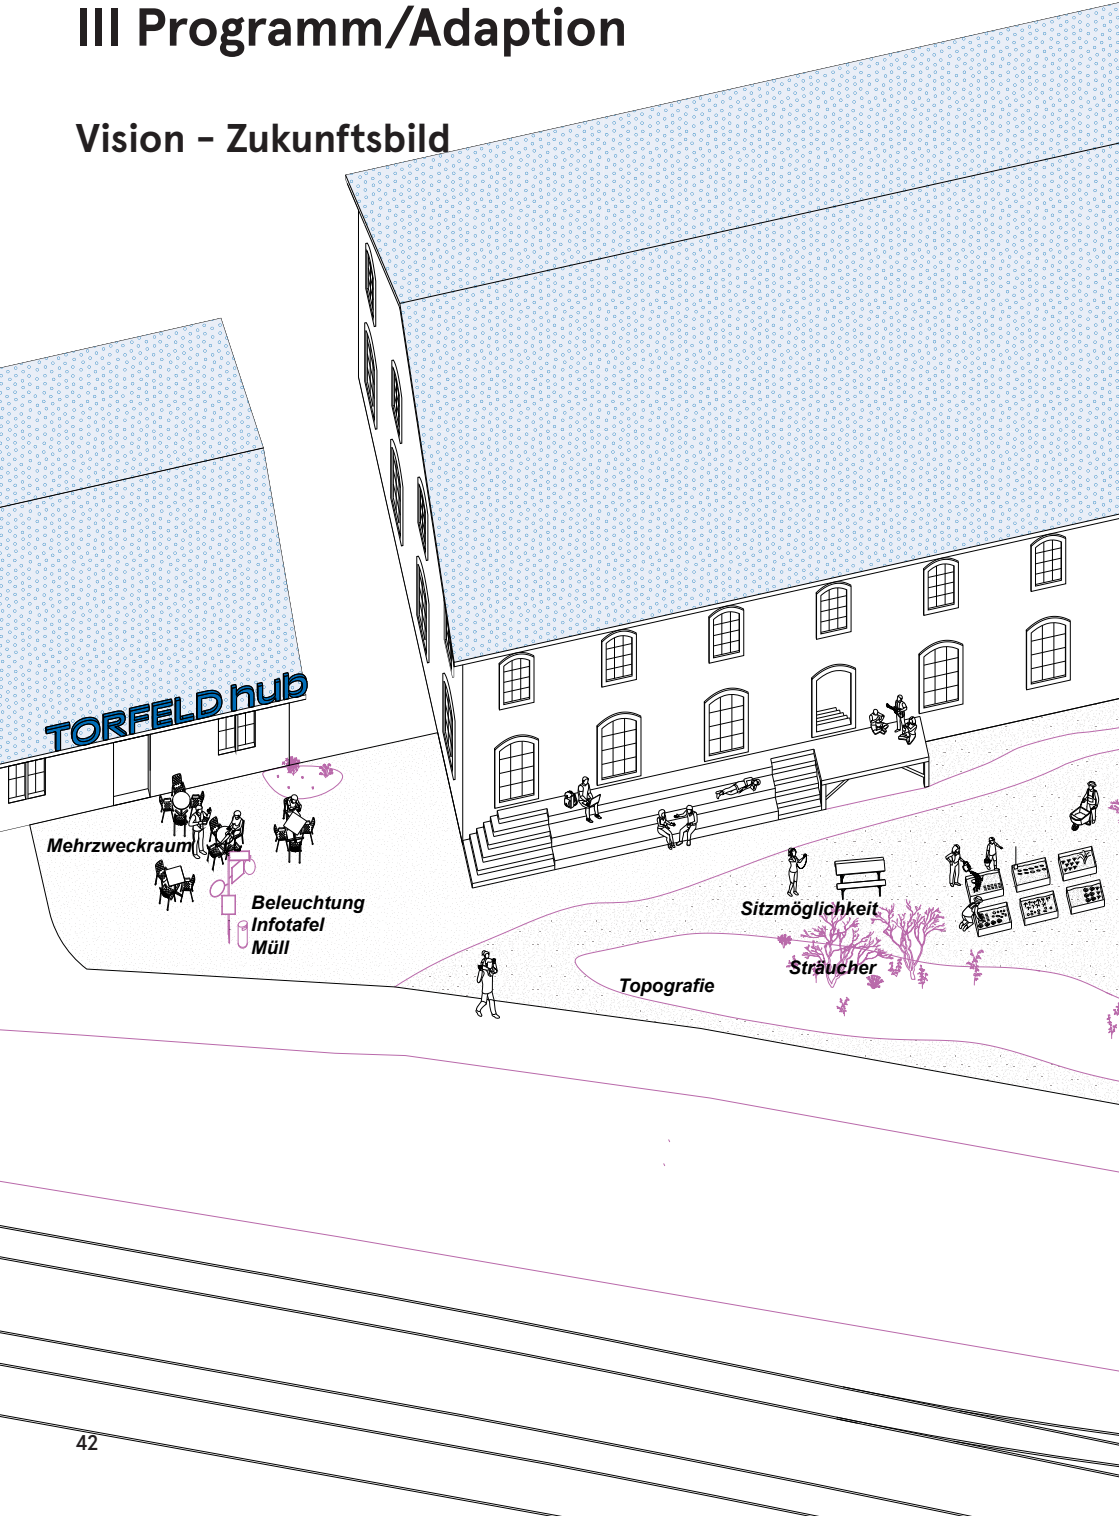 III Programm/Adaption
Vision – Zukunftsbild
TORFELD hub
Mehrzweckraum
Beleuchtung
Infotafel
Müll
Sitzmöglichkeit
Sträucher
Topografie
42